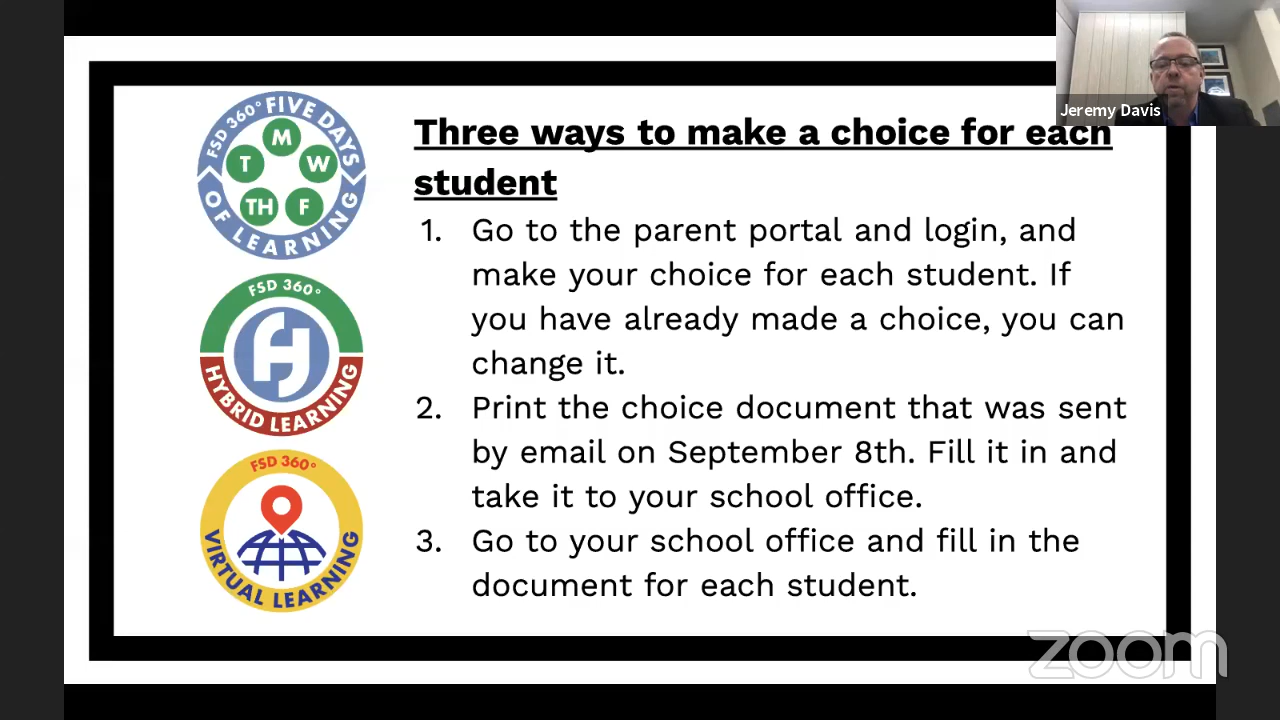 FSD 360° FIVE DAYS
M
T
W
TH
F
OF LEARNING
FSD 360°
H
HYBRID LEARNING
FSD 360°
VIRTUAL LEARNING
Three ways to make a choice for each
student
1. Go to the parent portal and login, and
make your choice for each student. If
you have already made a choice, you can
change it.
2. Print the choice document that was sent
by email on September 8th. Fill it in and
take it to your school office.
3. Go to your school office and fill in the
document for each student.
Jeremy Davis
zoom